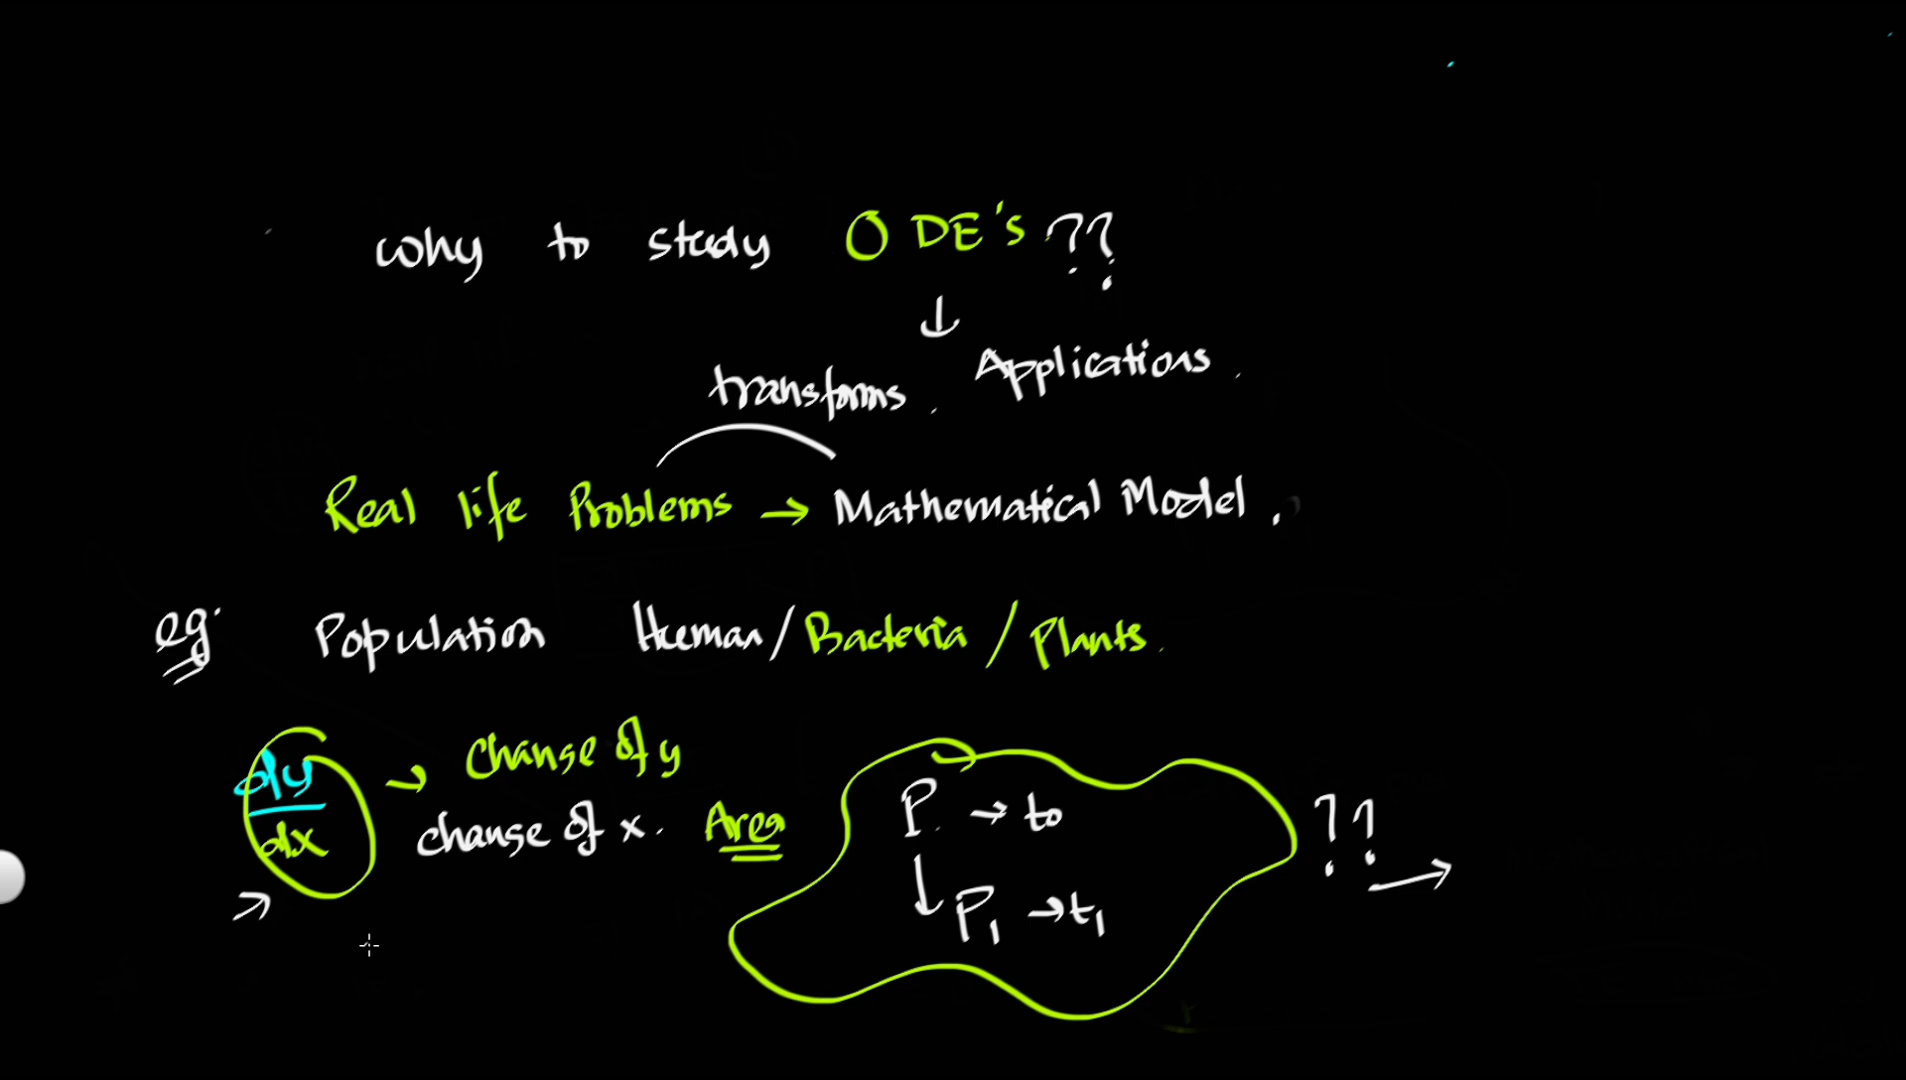 Why to study ODE's ??
↓
Applications.
transforms.
Real life Problems → Mathematical Model.
eg. Population Human/Bacteria/Plants.
dy/dx → change of y
change of x. Area
P. → to
↓
P1 → t1
??→